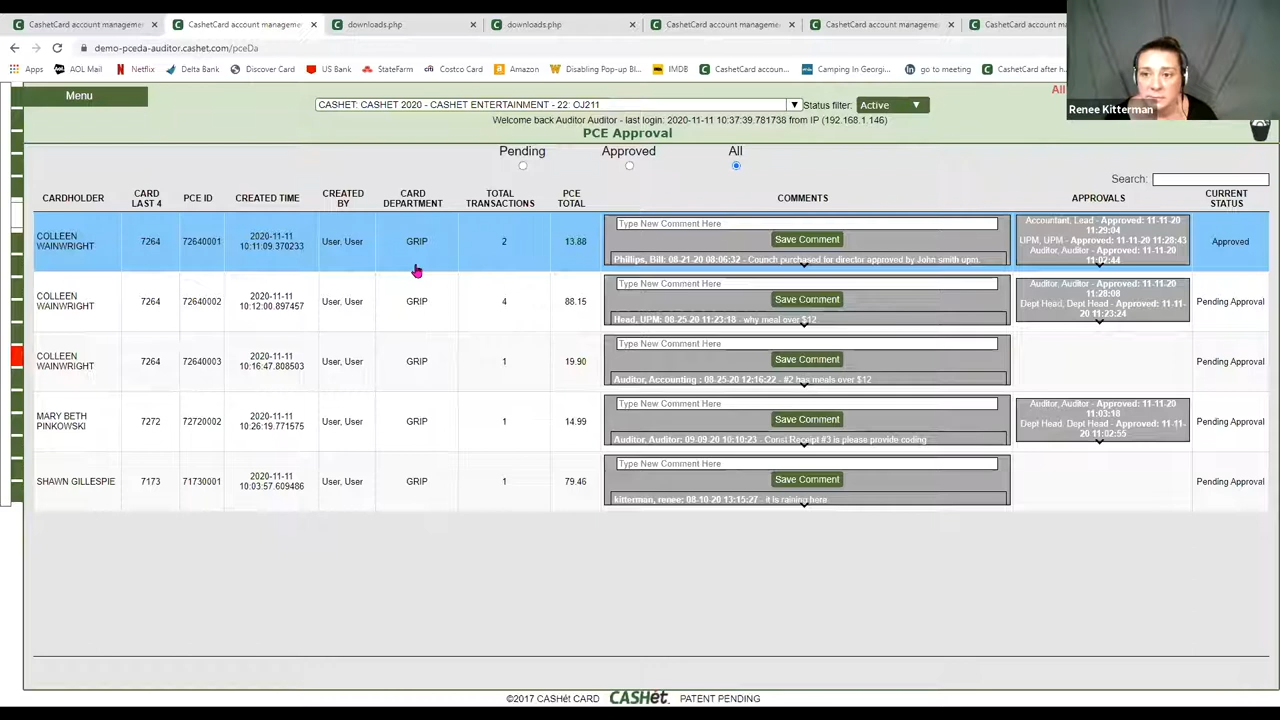 CashetCard account manageme
CashetCard account manageme
downloads.php
downloads.php
CashetCard account manageme
CashetCard account manageme
CashetCard account ma
demo-pceda-auditor.cashet.com/pceDa
Apps
AOL Mail
Netflix
Delta Bank
Discover Card
US Bank
StateFarm
Costco Card
Amazon
Disabling Pop-up Bl...
IMDB
CashetCard accoun...
Camping In Georgi...
go to meeting
CashetCard after h
Renee Kitterman
Menu
All
CASHET: CASHET 2020 - CASHET ENTERTAINMENT - 22: OJ211
Status filter:
Active
Welcome back Auditor Auditor - last login: 2020-11-11 10:37:39.781738 from IP (192.168.1.146)
PCE Approval
Pending
Approved
All
Search:
CARDHOLDER
CARD LAST 4
PCE ID
CREATED TIME
CREATED BY
CARD DEPARTMENT
TOTAL TRANSACTIONS
PCE TOTAL
COMMENTS
APPROVALS
CURRENT STATUS
COLLEEN WAINWRIGHT
7264
72640001
2020-11-11 10:11:09.370233
User, User
GRIP
2
13.88
Type New Comment Here
Save Comment
Phillips, Bill: 08-21-20 08:06:32 - Couch purchased for director approved by John smith upm.
Accountant, Lead - Approved: 11-11-20 11:29:04
UPM, UPM - Approved: 11-11-20 11:28:43
Auditor, Auditor - Approved: 11-11-20 11:02:44
Approved
COLLEEN WAINWRIGHT
7264
72640002
2020-11-11 10:12:00.897457
User, User
GRIP
4
88.15
Type New Comment Here
Save Comment
Head, UPM: 08-25-20 11:23:18 - why meal over $12
Auditor, Auditor - Approved: 11-11-20 11:28:08
Dept Head, Dept Head - Approved: 11-11-20 11:23:24
Pending Approval
COLLEEN WAINWRIGHT
7264
72640003
2020-11-11 10:16:47.808503
User, User
GRIP
1
19.90
Type New Comment Here
Save Comment
Auditor, Accounting : 08-25-20 12:16:22 - #2 has meals over $12
Pending Approval
MARY BETH PINKOWSKI
7272
72720002
2020-11-11 10:26:19.771575
User, User
GRIP
1
14.99
Type New Comment Here
Save Comment
Auditor, Auditor: 09-09-20 10:10:23 - Const Receipt #3 is please provide coding
Auditor, Auditor - Approved: 11-11-20 11:03:18
Dept Head, Dept Head - Approved: 11-11-20 11:02:55
Pending Approval
SHAWN GILLESPIE
7173
71730001
2020-11-11 10:03:57.609486
User, User
GRIP
1
79.46
Type New Comment Here
Save Comment
kitterman, renee: 08-10-20 13:15:27 - it is raining here
Pending Approval
©2017 CASHét CARD
CASHét
PATENT PENDING